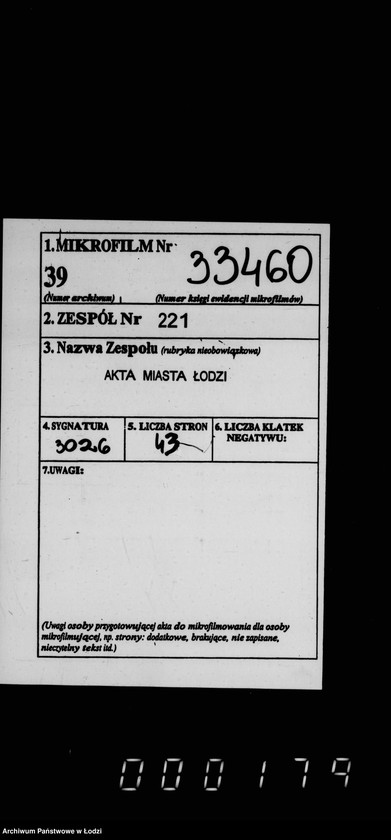 1. MIKROFILM Nr
33460
39
(Numer archiwum) (Numer księgi ewidencji mikrofilmów)
2. ZESPÓŁ Nr 221
3. Nazwa Zespołu (rubryka nieobowiązkowa)
AKTA MIASTA ŁODZI
4. SYGNATURA 5. LICZBA STRON 6. LICZBA KLATEK
NEGATYWU:
3026 43
7. UWAGI:
(Uwagi osoby przygotowującej akta do mikrofilmowania dla osoby
mikrofilmującej, np. strony: dodatkowe, brakujące, nie zapisane,
nieczytelny tekst itd.)
000179
Archiwum Państwowe w Łodzi